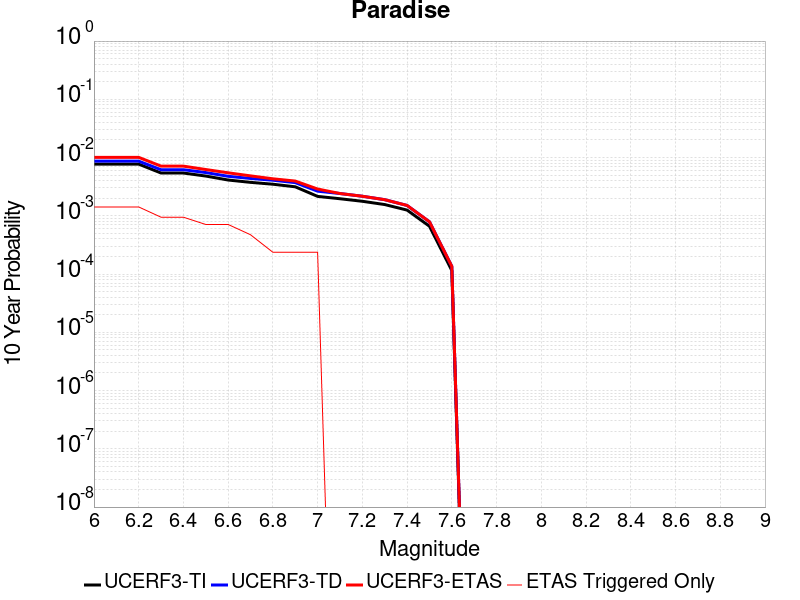 Paradise
10^0
10^-1
10^-2
10^-3
10^-4
10^-5
10^-6
10^-7
10^-8
10 Year Probability
6 6.2 6.4 6.6 6.8 7 7.2 7.4 7.6 7.8 8 8.2 8.4 8.6 8.8 9
Magnitude
UCERF3-TI UCERF3-TD UCERF3-ETAS ETAS Triggered Only